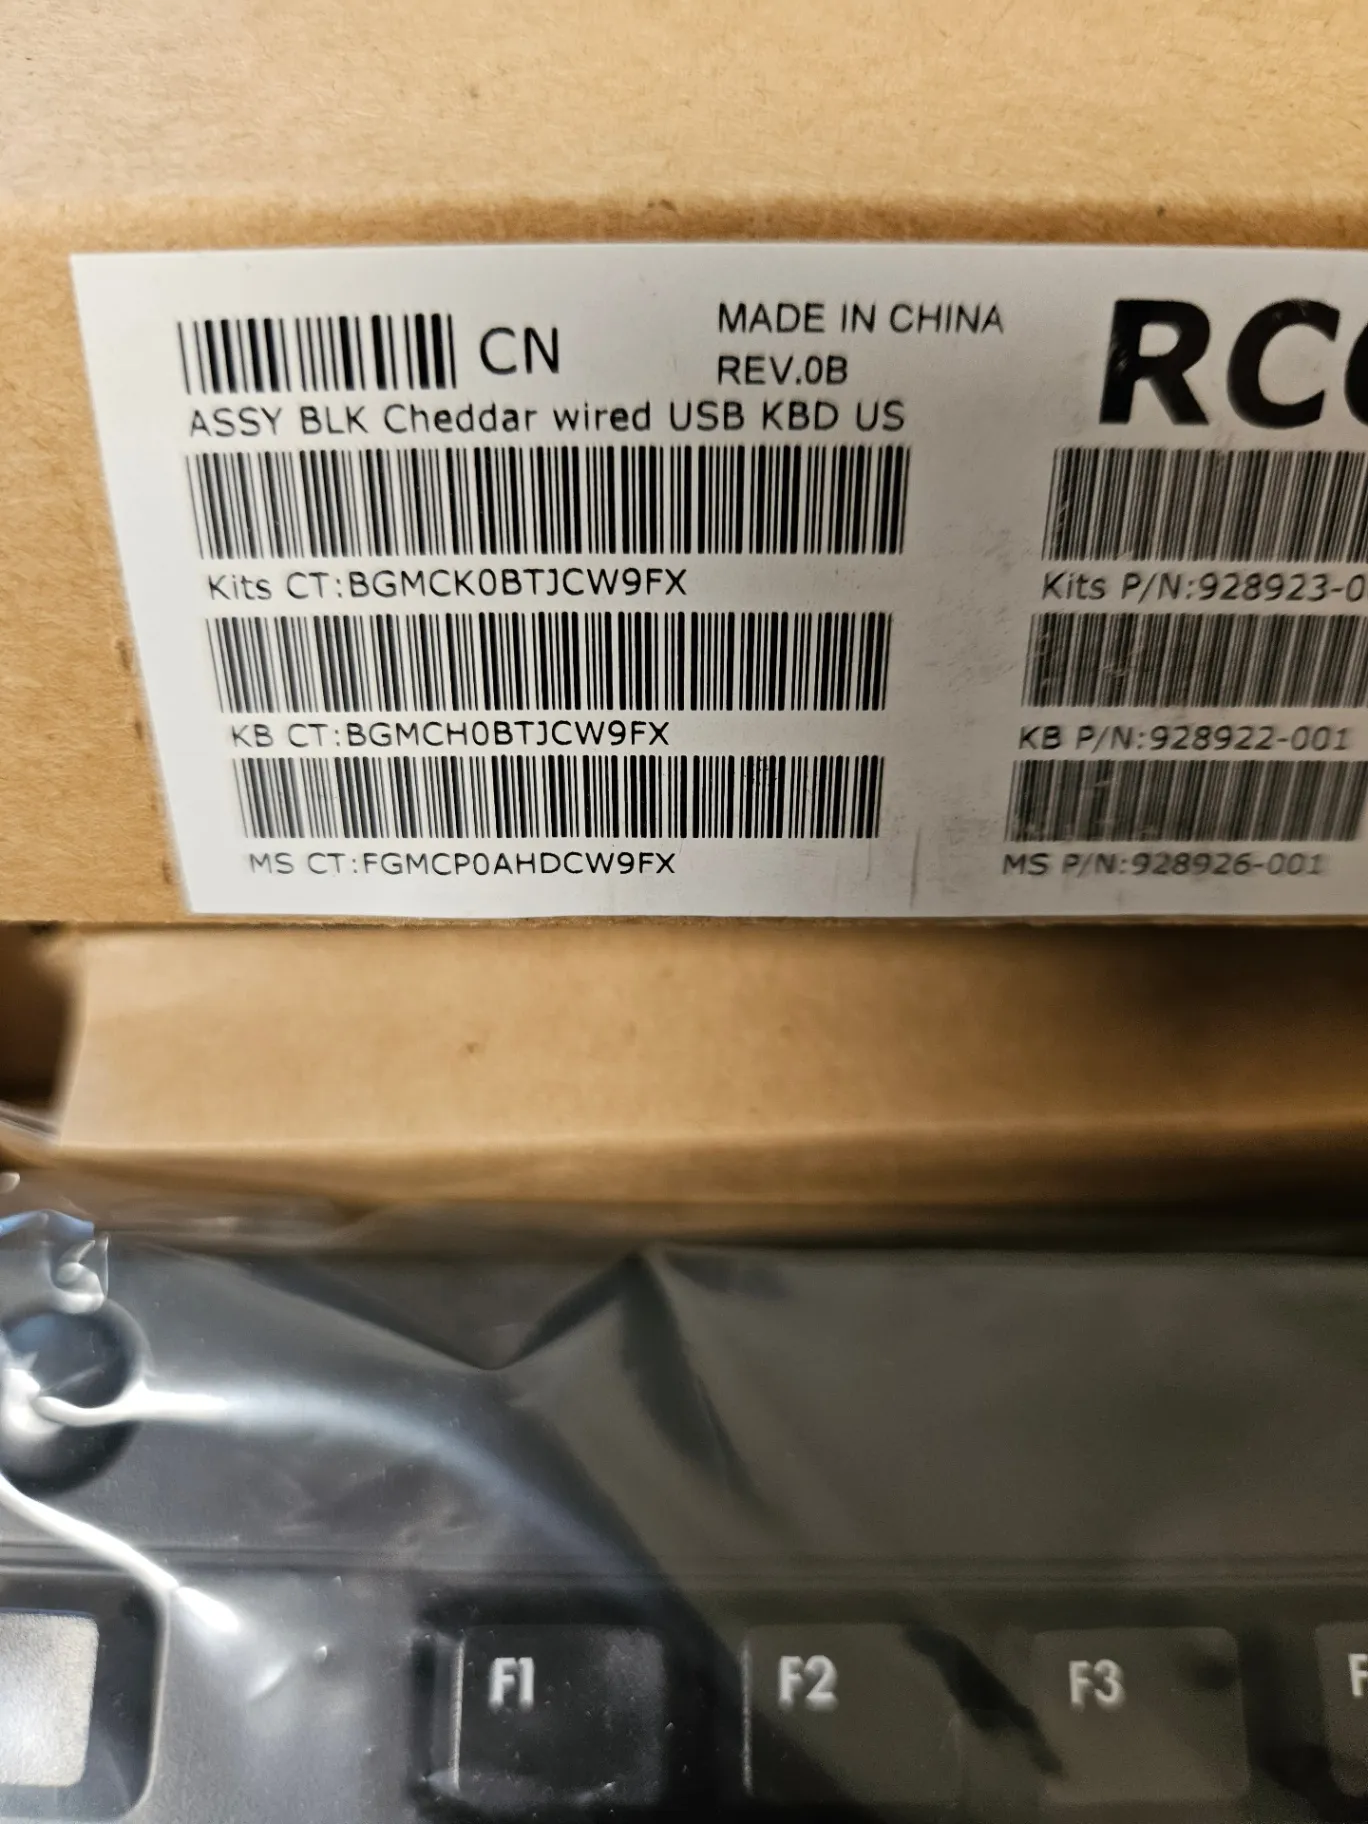 CN
MADE IN CHINA
REV.0B
RC
ASSY BLK Cheddar wired USB KBD US
Kits CT:BGMCK0BTJCW9FX
Kits P/N:928923-0
KB CT:BGMCH0BTJCW9FX
KB P/N:928922-001
MS CT:FGMCP0AHDCW9FX
MS P/N:928926-001
F1
F2
F3